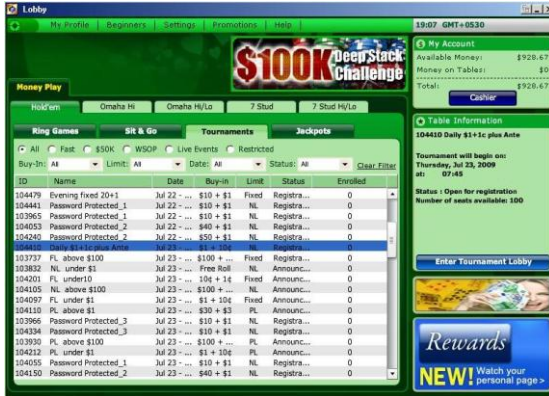 Lobby
My Profile | Beginners | Settings | Promotions | Help |
19:07 GMT+0530
$100K Deep Stack Challenge
My Account
Available Money: $928.67
Money on Tables: $0
Total: $928.67
Cashier
Money Play
Hold'em Omaha Hi Omaha Hi/Lo 7 Stud 7 Stud Hi/Lo
Ring Games Sit & Go Tournaments Jackpots
All Fast $50K WSOP Live Events Restricted
Buy-In: All Limit: All Date: All Status: All Clear Filter
ID Name Date Buy-in Limit Status Enrolled
104479 Evening fixed 20+1 Jul 22 - ... $10 + $1 Fixed Registra... 0
104441 Password Protected_1 Jul 22 - ... $10 + $1 NL Registra... 0
103965 Password Protected_1 Jul 22 - ... $10 + $1 NL Registra... 0
104053 Password Protected_2 Jul 22 - ... $40 + $1 NL Registra... 0
104240 Password Protected_2 Jul 22 - ... $50 + $1 NL Registra... 0
104410 Daily $1+1c plus Ante Jul 23 - ... $1 + 10¢ NL Registra... 0
103737 FL above $100 Jul 23 - ... $100 + ... Fixed Registra... 0
103832 NL under $1 Jul 23 - ... Free Roll NL Announc... 0
104201 FL under10 Jul 23 - ... 10¢ + 1¢ Fixed Registra... 0
104105 NL above $100 Jul 23 - ... $100 + ... NL Announc... 0
104097 FL under $1 Jul 23 - ... $1 + 10¢ Fixed Registra... 0
104110 PL above $1 Jul 23 - ... $30 + $3 PL Announc... 0
103966 Password Protected_3 Jul 23 - ... $10 + $1 NL Registra... 0
104334 Password Protected_3 Jul 23 - ... $10 + $1 NL Registra... 0
103930 PL above $100 Jul 23 - ... $100 + ... PL Announc... 0
104212 PL under $1 Jul 23 - ... $1 + 10¢ PL Announc... 0
104055 Password Protected_1 Jul 23 - ... $10 + $1 NL Registra... 0
104150 Password Protected_2 Jul 23 - ... $40 + $1 NL Registra... 0
Table Information
104410 Daily $1+1c plus Ante
Tournament will begin on:
Thursday, Jul 23, 2009
at: 07:45
Status : Open for registration
Number of seats available: 100
Enter Tournament Lobby
Rewards
NEW! Watch your
personal page >